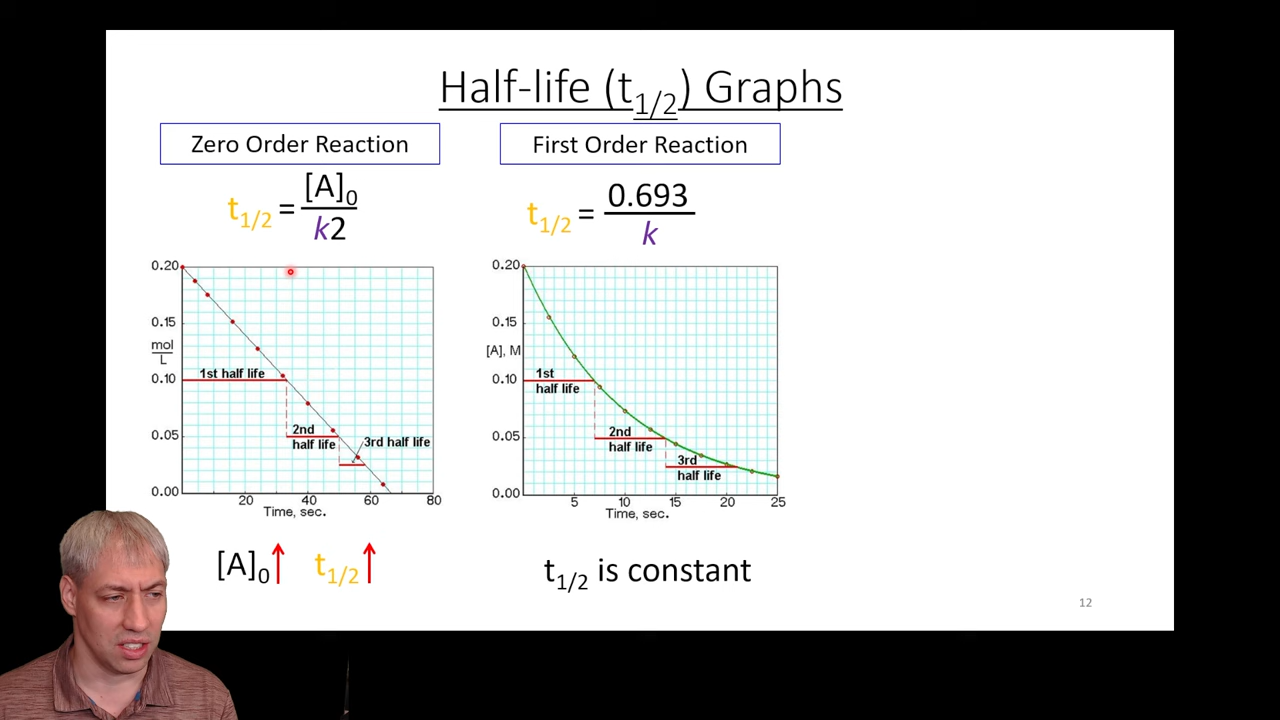 Half-life (t1/2) Graphs
Zero Order Reaction
t1/2 = [A]0
k2
0.20
0.15
mol
L
0.10
0.05
0.00
1st half life
2nd
half life
3rd half life
20 40 60 80
Time, sec.
[A]0↑ t1/2↑
First Order Reaction
t1/2 = 0.693
k
0.20
0.15
[A], M
0.10
0.05
0.00
1st
half life
2nd
half life
3rd
half life
5 10 15 20 25
Time, sec.
t1/2 is constant
12